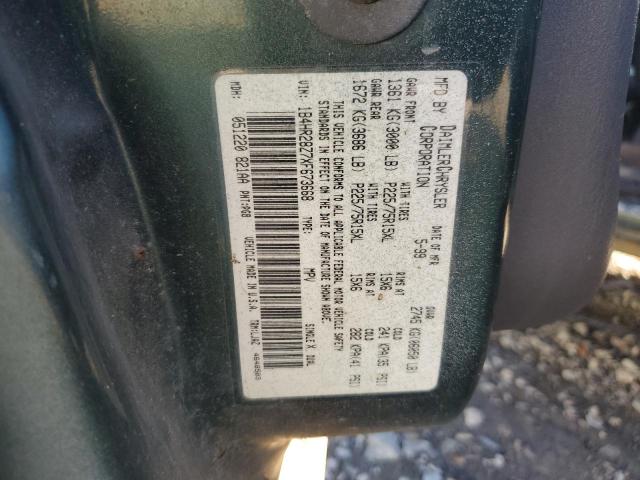 MFD BY DAIMLERCHRYSLER CORPORATION
DATE OF MFR 5-99
GVWR 2745 KG(06050 LB)
GAWR FRONT 1361 KG(3000 LB)
WITH TIRES P225/75R15XL
RIMS AT 15X6
COLD 241 KPA(35 PSI)
GAWR REAR 1672 KG(3686 LB)
WITH TIRES P225/75R15XL
RIMS AT 15X6
COLD 282 KPA(41 PSI)
THIS VEHICLE CONFORMS TO ALL APPLICABLE FEDERAL MOTOR VEHICLE SAFETY
STANDARDS IN EFFECT ON THE DATE OF MANUFACTURE SHOWN ABOVE.
VIN: 1B4HR28Z7XF673668 TYPE: MPV SINGLE X DUAL
MDH: 051220 821AA PNT:PG8
VEHICLE MADE IN U.S.A.